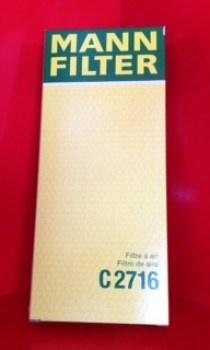 MANN
FILTER
Filtre à air
Filtro de aire
C 2716